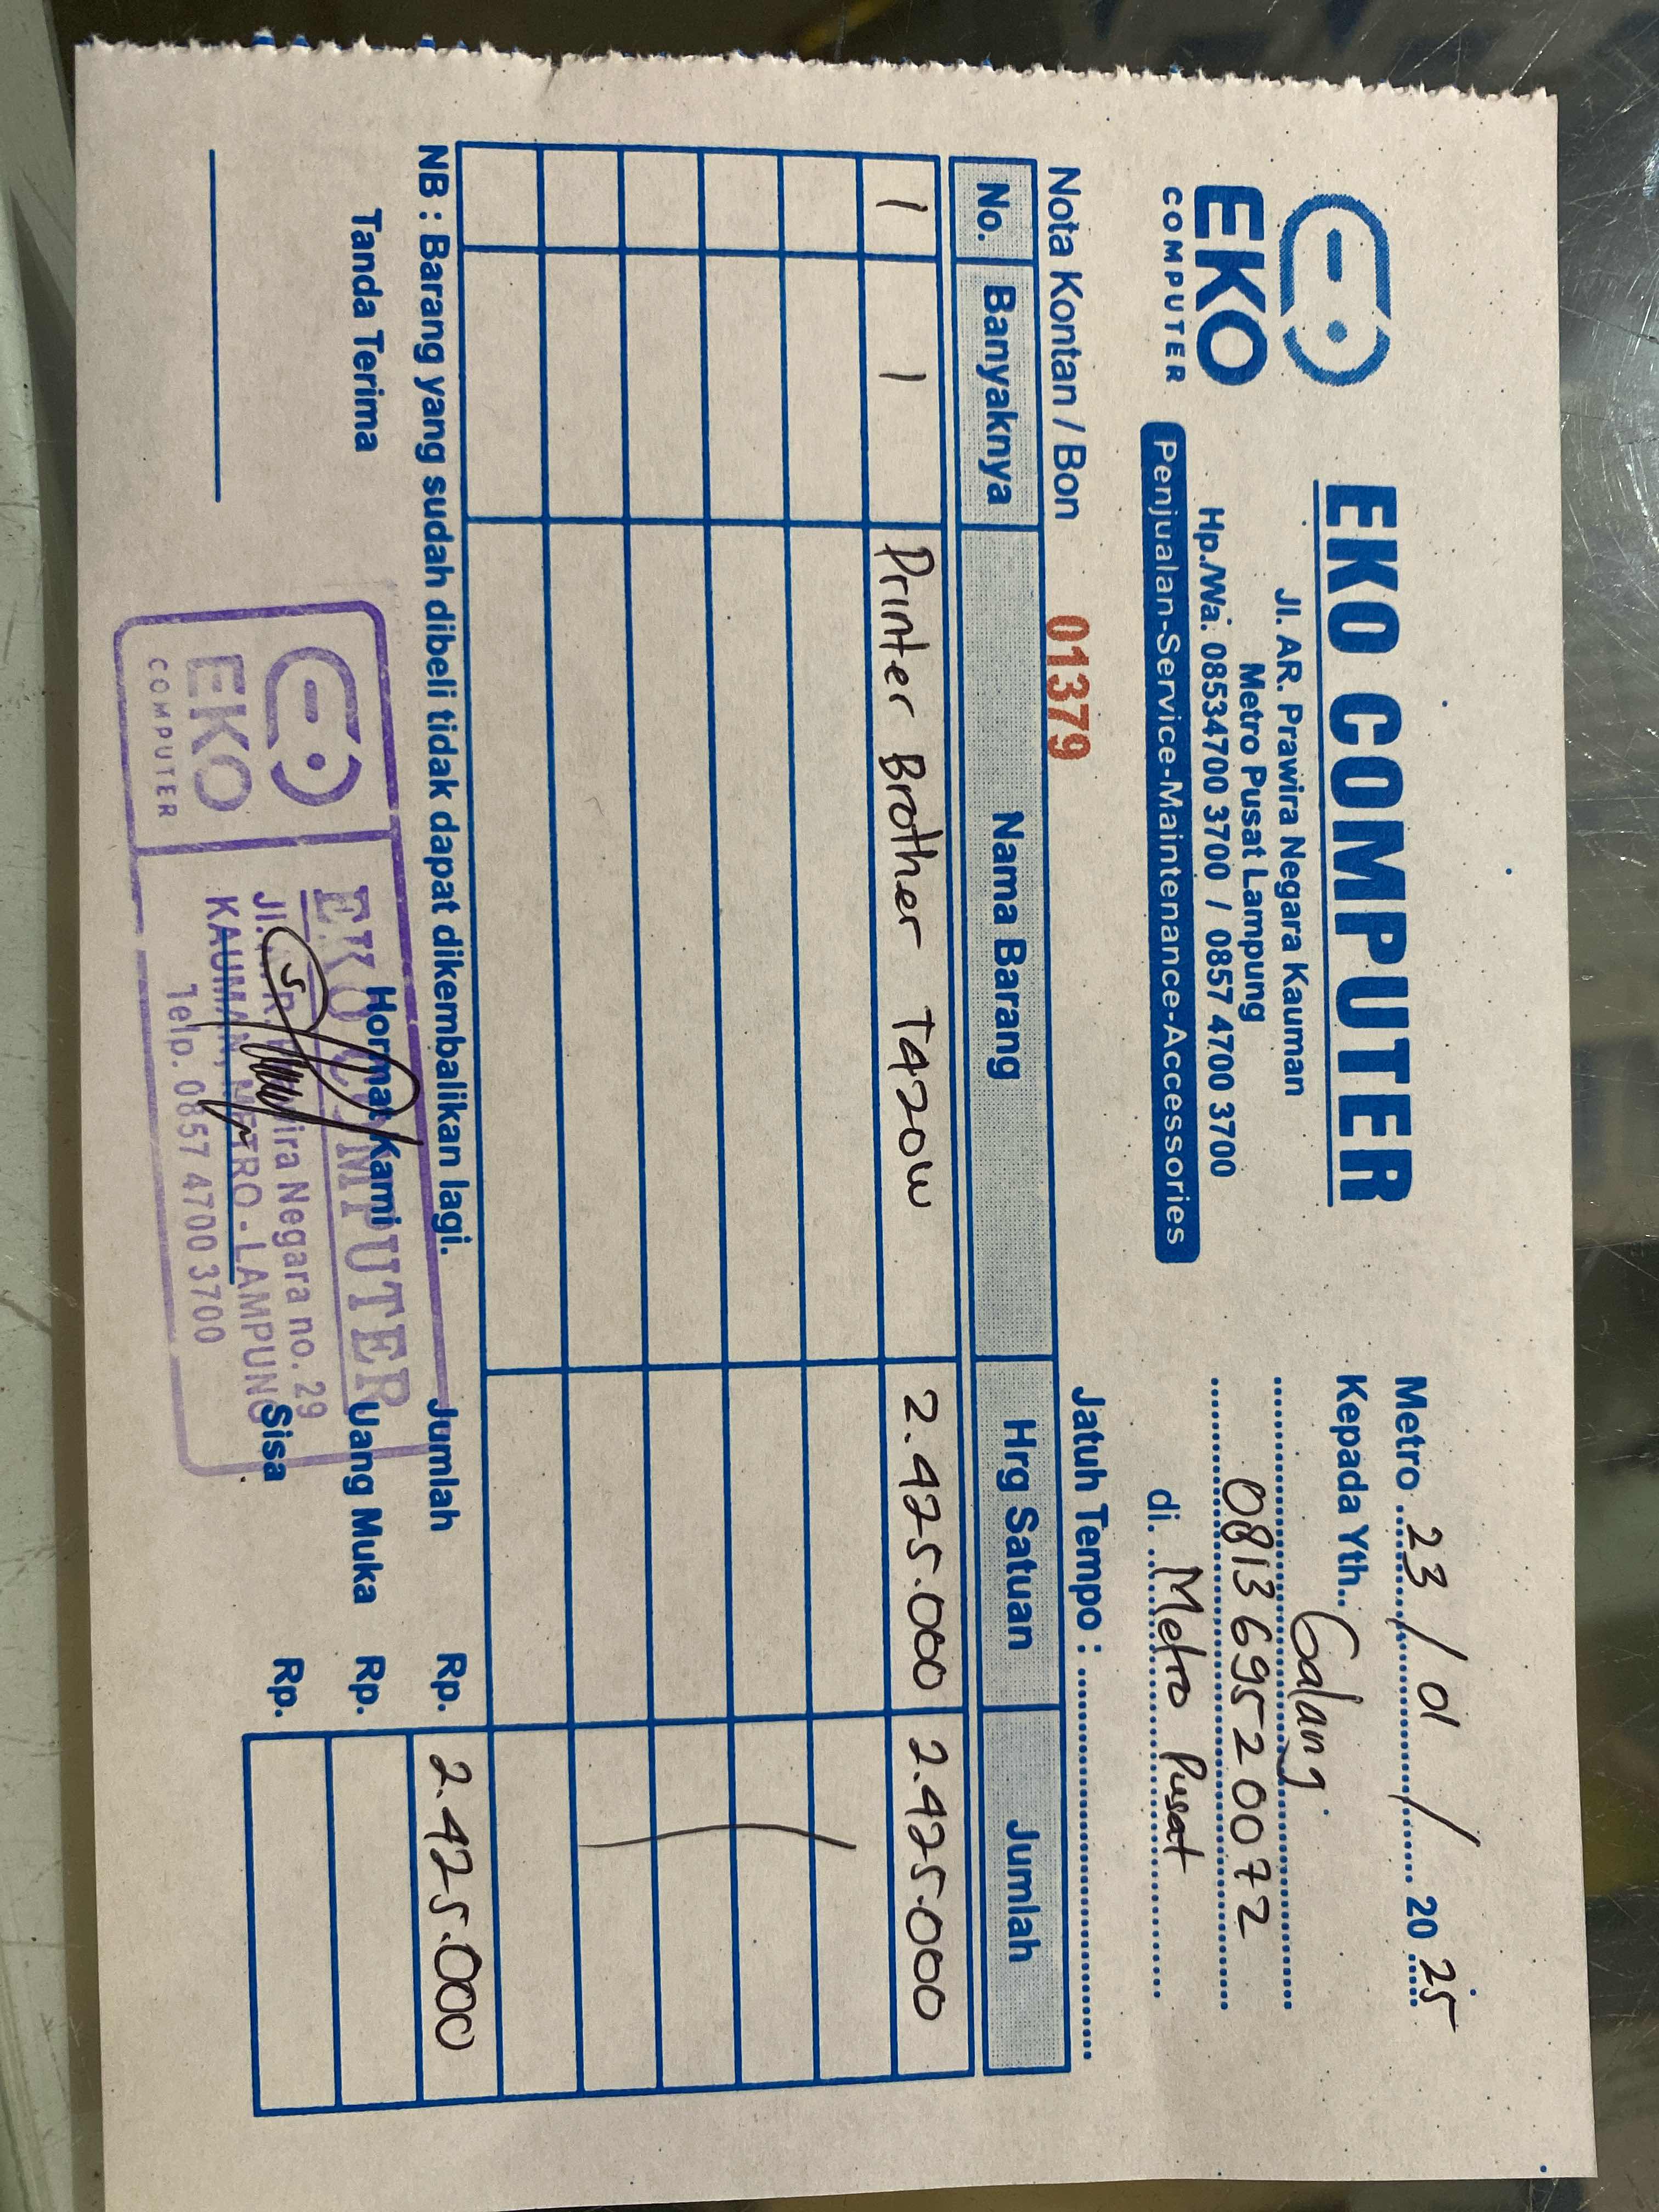 EKO
COMPUTER
EKO COMPUTER
Jl. AR. Prawira Negara Kauman
Metro Pusat Lampung
Hp./Wa. 08534700 3700 / 0857 4700 3700
Penjualan-Service-Maintenance-Accessories
Metro 23 / 01 / 20 25
Kepada Yth. Galang
0813 6952 0072
di. Metro Pusat
Nota Kontan / Bon 01379 Jatuh Tempo :
No. Banyaknya Nama Barang Hrg Satuan Jumlah
1 1 Printer Brother T420W 2.425.000 2.425.000
NB : Barang yang sudah dibeli tidak dapat dikembalikan lagi.
Jumlah Rp. 2.425.000
Uang Muka Rp.
Sisa Rp.
Tanda Terima
Hormat Kami
EKO
COMPUTER
EKO COMPUTER
Negara no. 29
KAUMAN, METRO - LAMPUNG
Telp. 0857 4700 3700